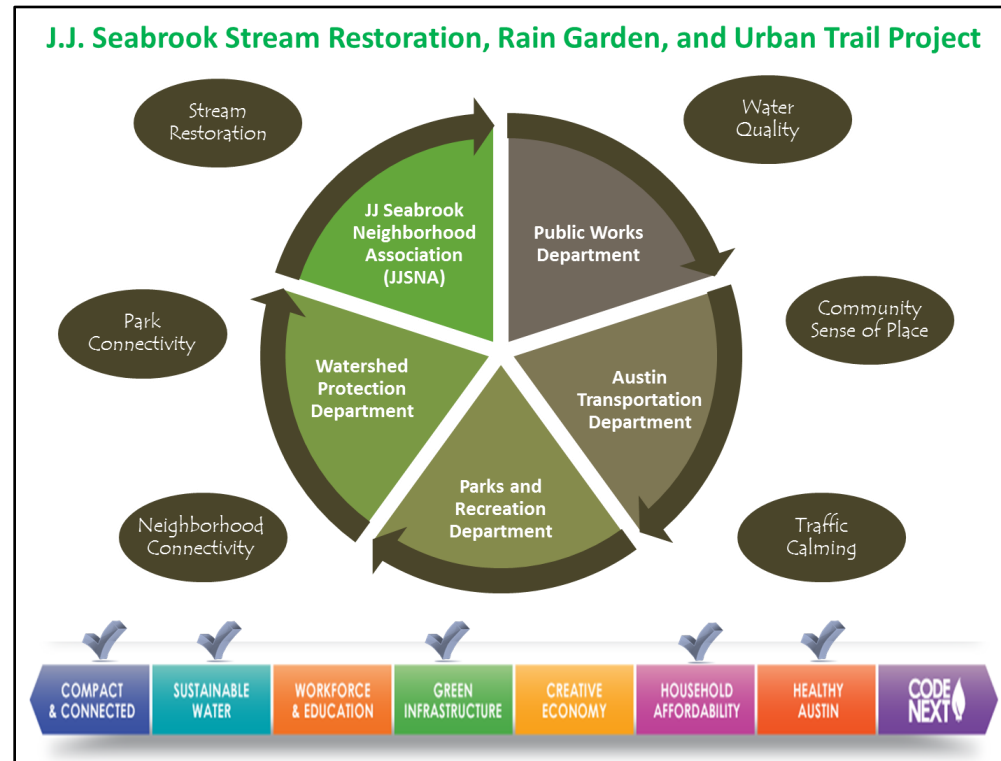 J.J. Seabrook Stream Restoration, Rain Garden, and Urban Trail Project
Stream
Restoration
Water
Quality
JJ Seabrook
Neighborhood
Association
(JJSNA)
Public Works
Department
Park
Connectivity
Community
Sense of Place
Watershed
Protection
Department
Austin
Transportation
Department
Parks and
Recreation
Department
Neighborhood
Connectivity
Traffic
Calming
COMPACT
& CONNECTED
SUSTAINABLE
WATER
WORKFORCE
& EDUCATION
GREEN
INFRASTRUCTURE
CREATIVE
ECONOMY
HOUSEHOLD
AFFORDABILITY
HEALTHY
AUSTIN
CODE
NEXT